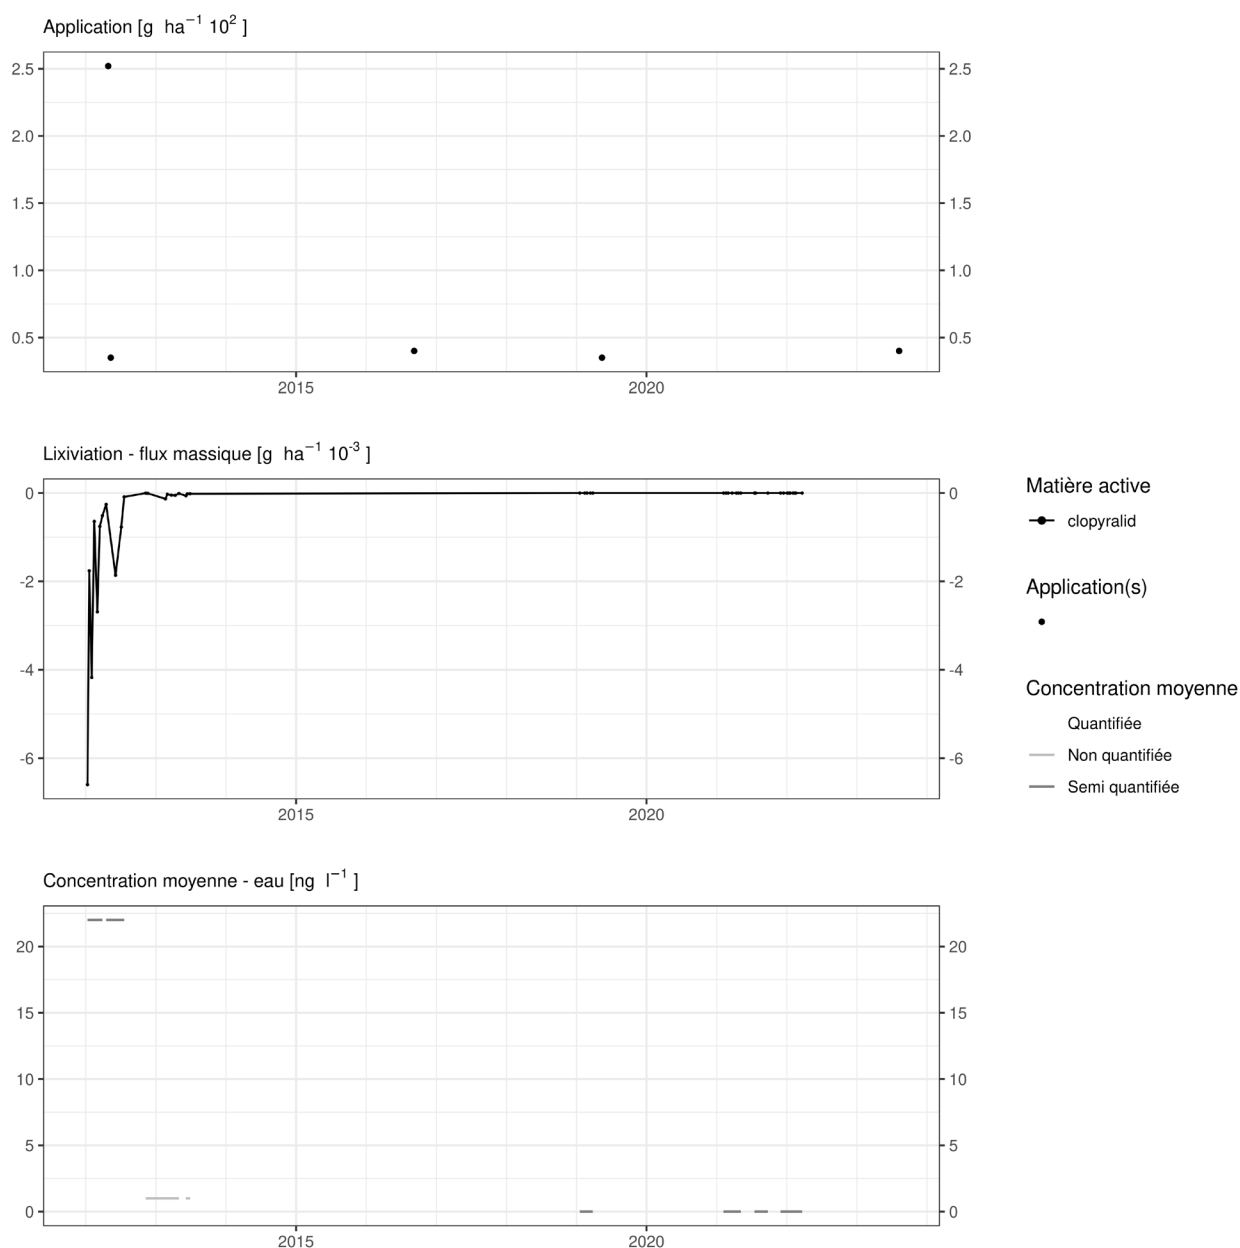 Application [g ha⁻¹ 10² ]
2.5 2.5
2.0 2.0
1.5 1.5
1.0 1.0
0.5 0.5
2015 2020
Lixiviation - flux massique [g ha⁻¹ 10⁻³ ]
0 0
-2 -2
-4 -4
-6 -6
2015 2020
Matière active
clopyralid
Application(s)
Concentration moyenne
Quantifiée
Non quantifiée
Semi quantifiée
Concentration moyenne - eau [ng l⁻¹ ]
20 20
15 15
10 10
5 5
0 0
2015 2020